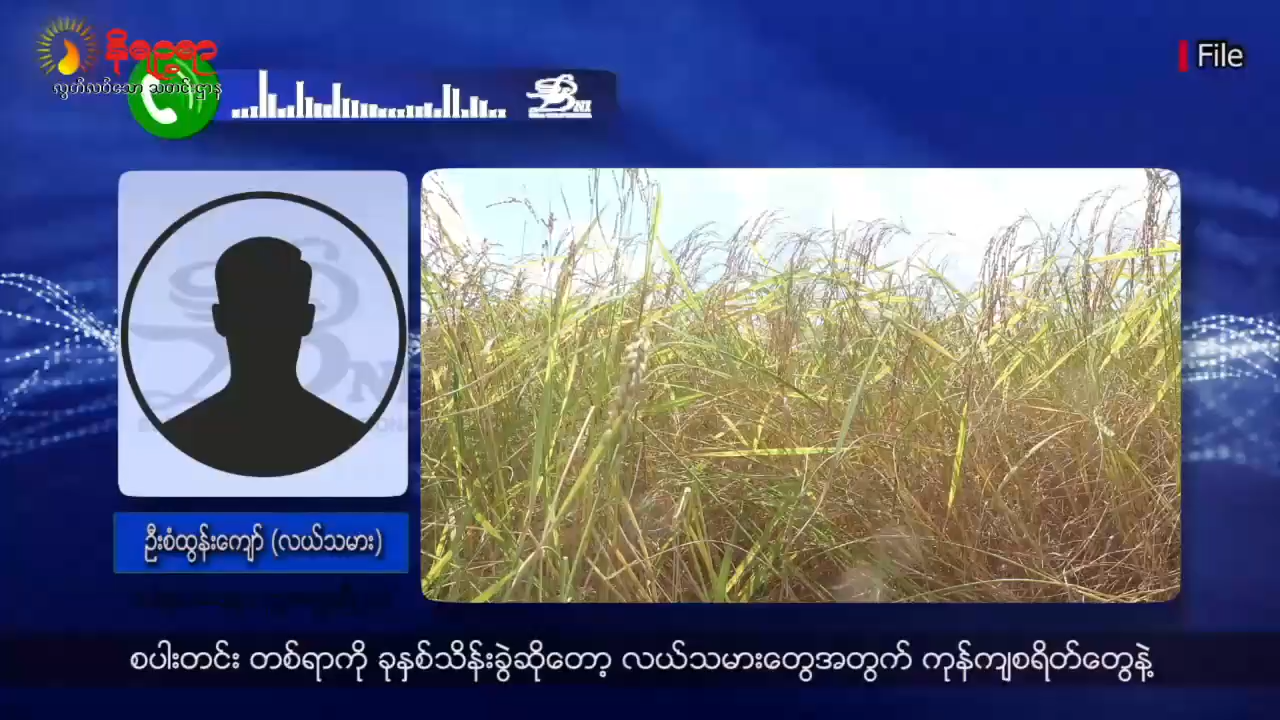 နိရဉ္စရာ
လွတ်လပ်သော သတင်းဌာန
File
BNI
ဦးစံထွန်းကျော် (လယ်သမား)
စပါးတင်း တစ်ရာကို ခုနှစ်သိန်းခွဲဆိုတော့ လယ်သမားတွေအတွက် ကုန်ကျစရိတ်တွေနဲ့